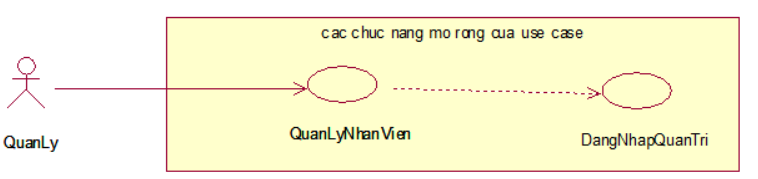 cac chuc nang mo rong cua use case
QuanLy
QuanLyNhanVien
DangNhapQuanTri